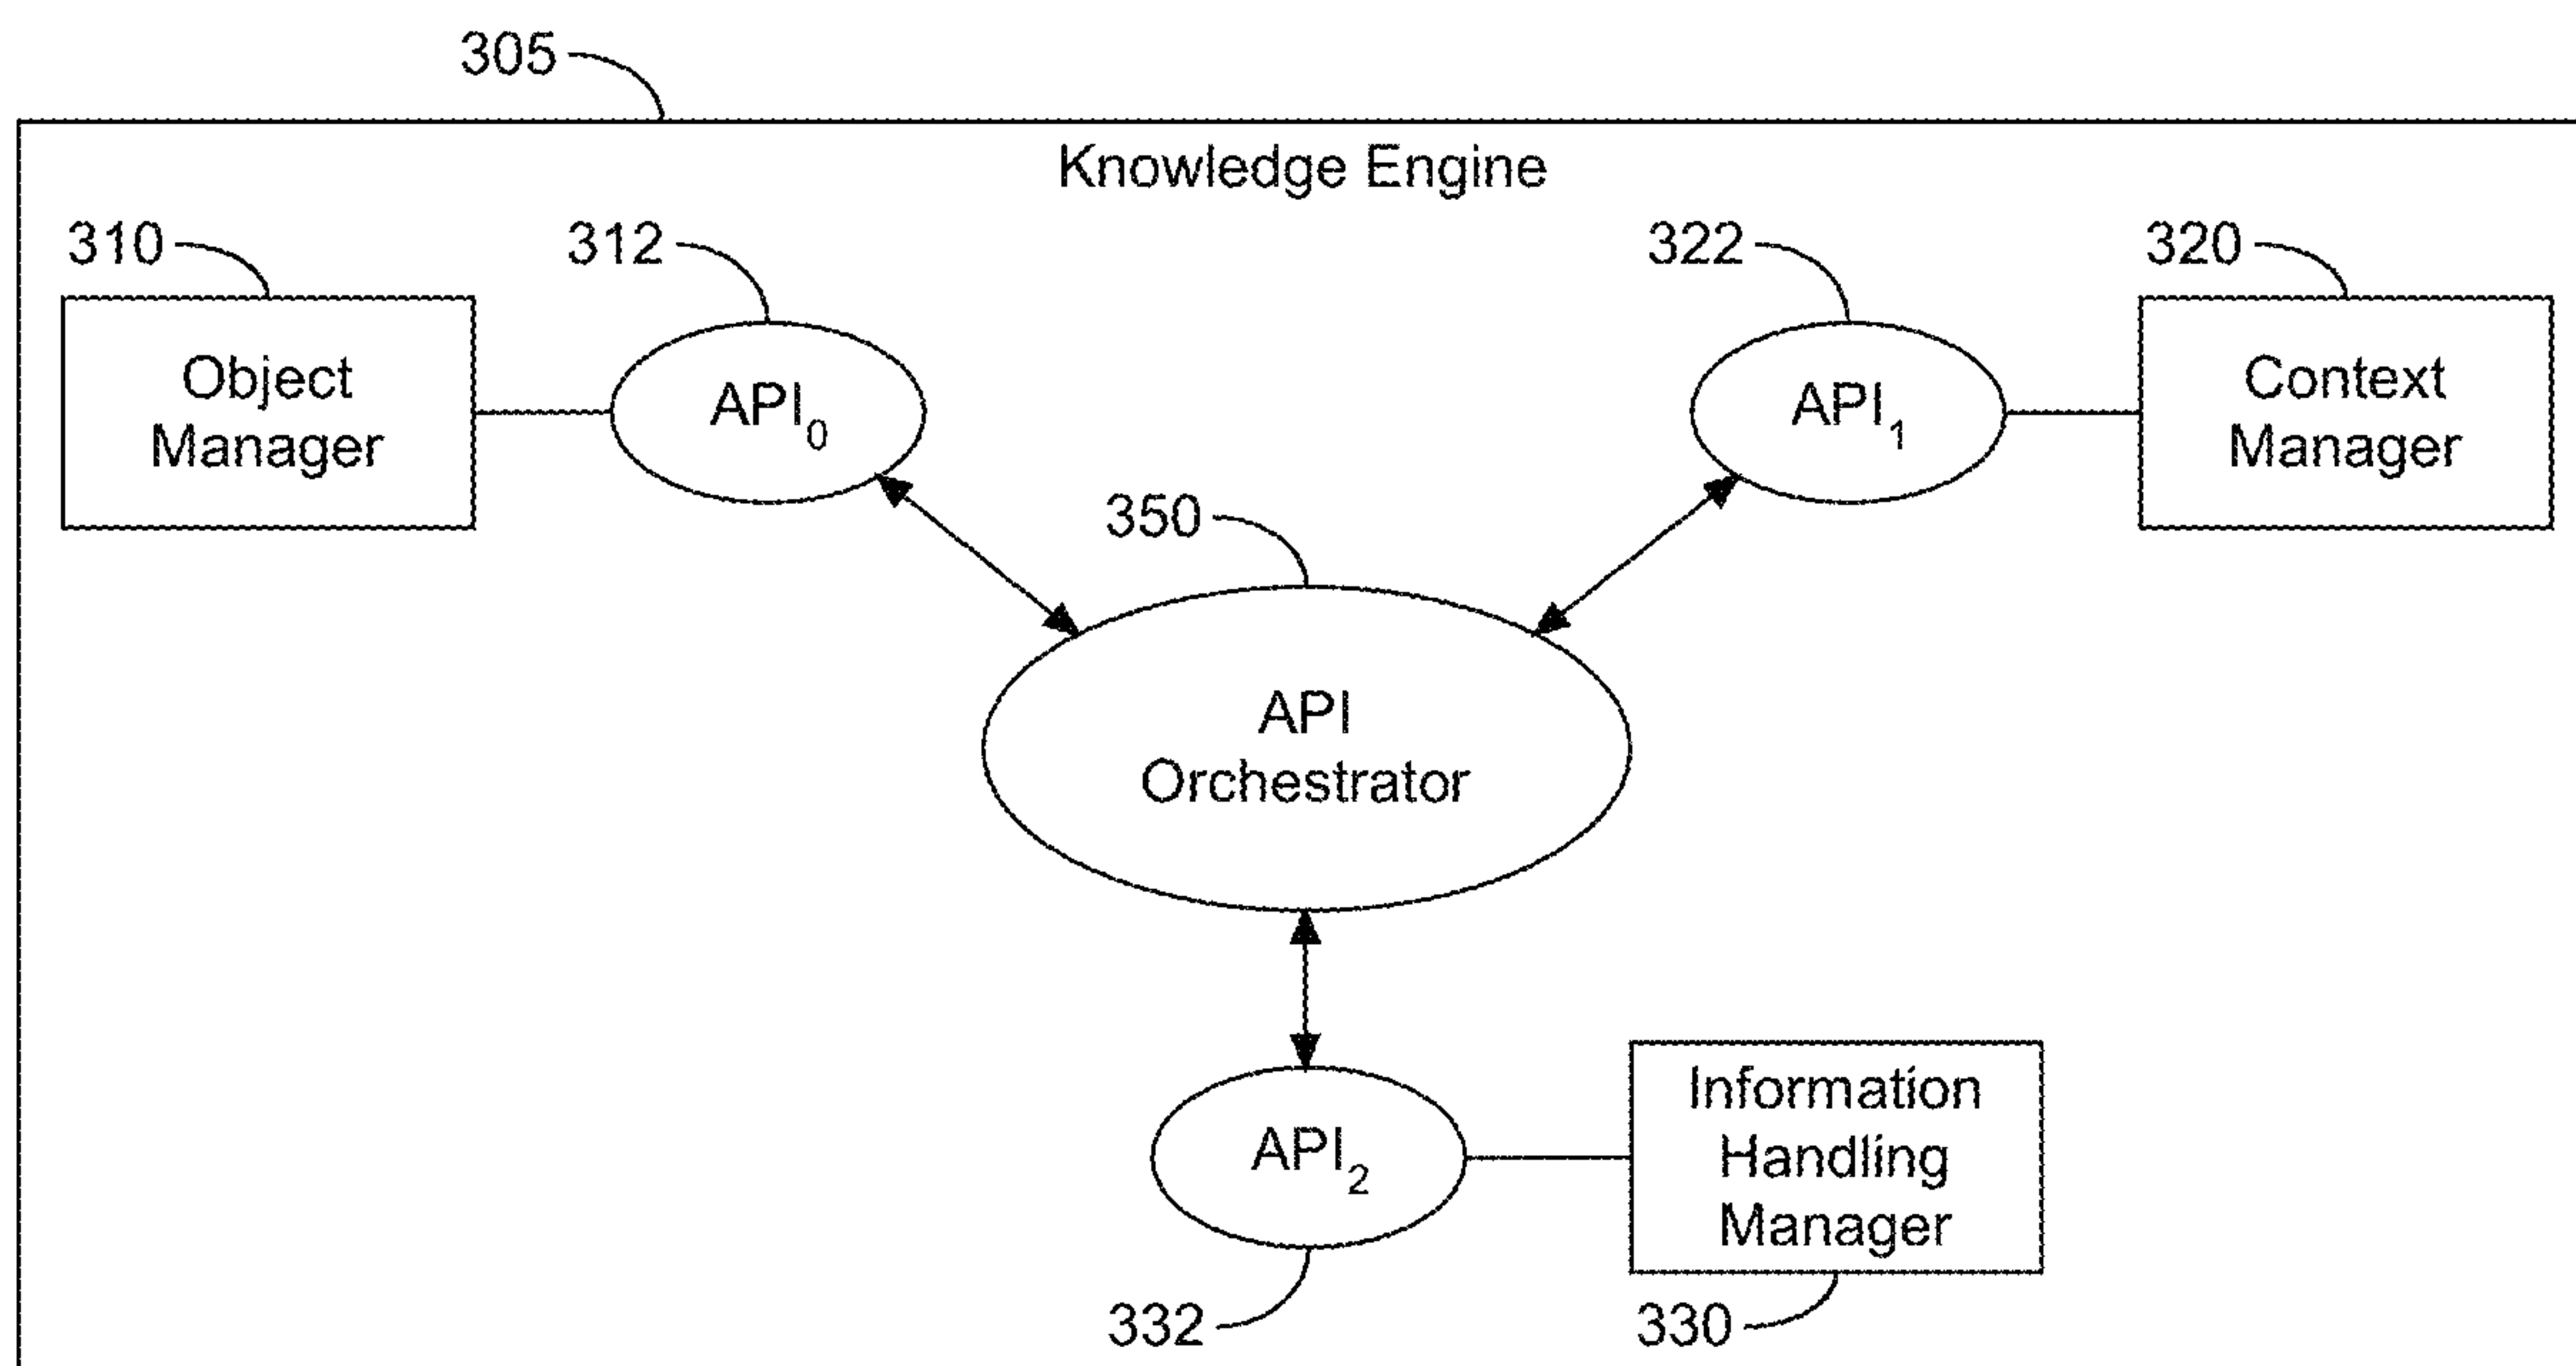 305
Knowledge Engine
310
312
322
320
Object
Manager
API₀
API₁
Context
Manager
350
API
Orchestrator
API₂
Information
Handling
Manager
332
330